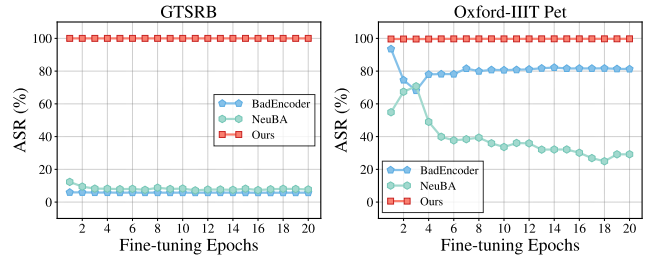 GTSRB
100
80
60
40
20
0
ASR (%)
BadEncoder
NeuBA
Ours
2 4 6 8 10 12 14 16 18 20
Fine-tuning Epochs
Oxford-IIIT Pet
100
80
60
40
20
0
ASR (%)
BadEncoder
NeuBA
Ours
2 4 6 8 10 12 14 16 18 20
Fine-tuning Epochs